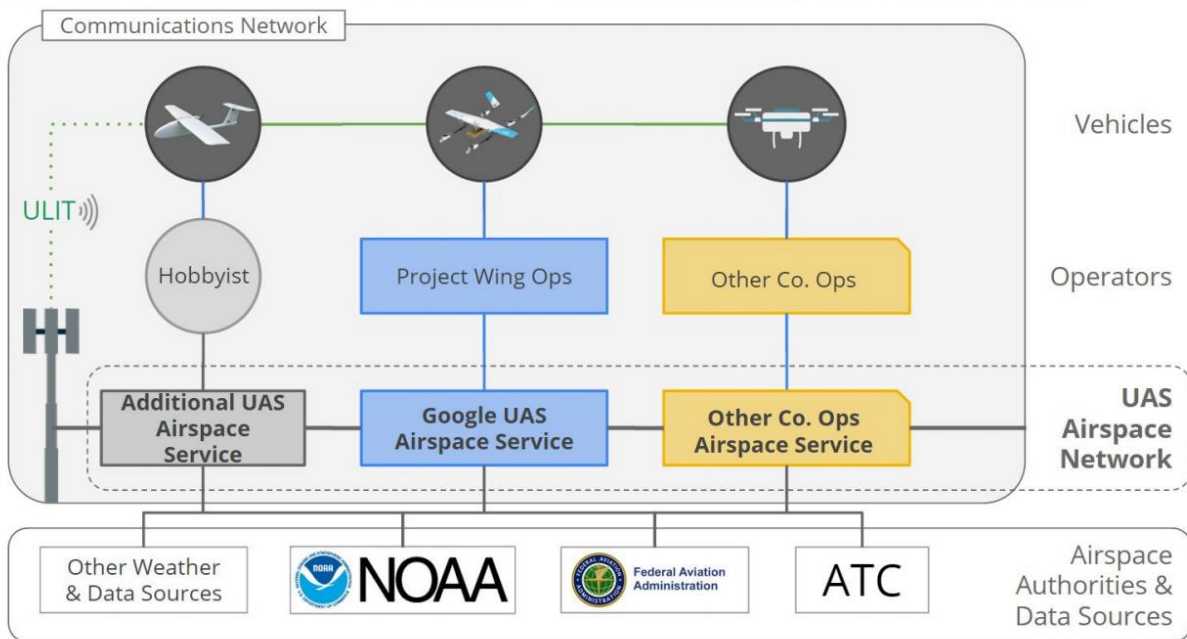 Communications Network
Vehicles
ULIT
Hobbyist
Project Wing Ops
Other Co. Ops
Operators
Additional UAS
Airspace
Service
Google UAS
Airspace Service
Other Co. Ops
Airspace Service
UAS
Airspace
Network
Other Weather
& Data Sources
NOAA
NOAA
Federal Aviation
Administration
ATC
Airspace
Authorities &
Data Sources